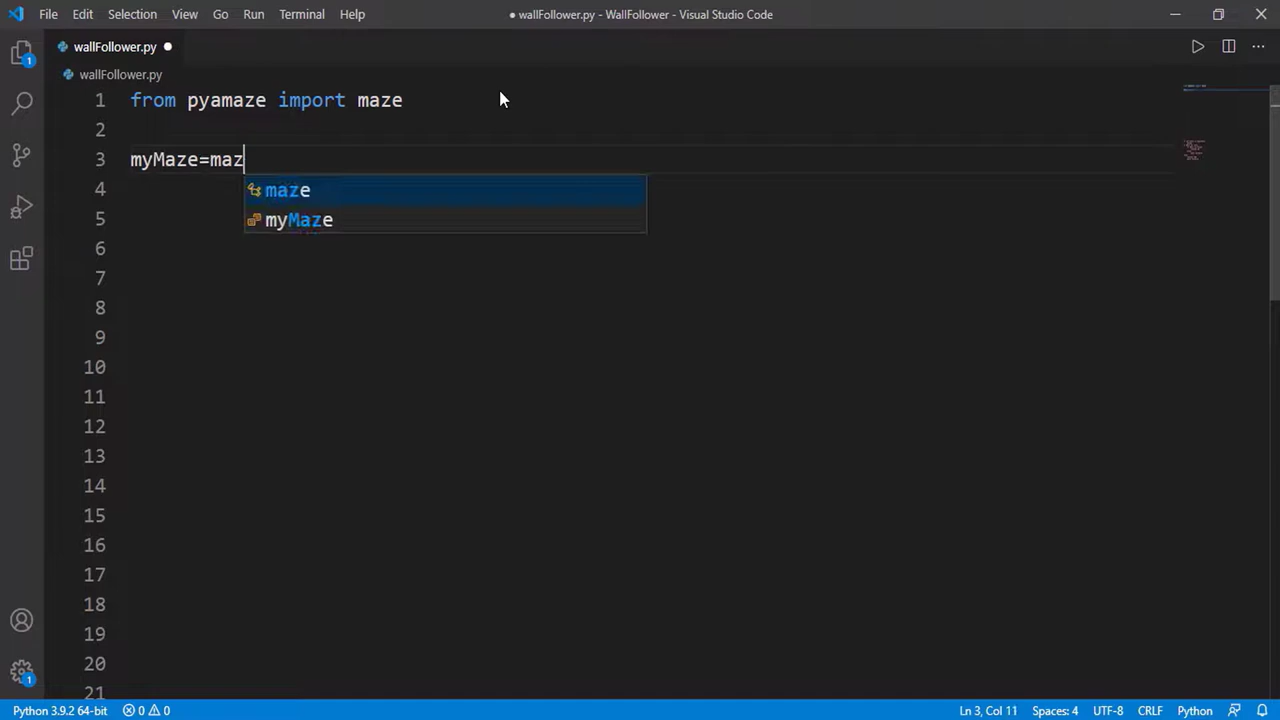 File Edit Selection View Go Run Terminal Help ● wallFollower.py - WallFollower - Visual Studio Code
wallFollower.py ●
wallFollower.py
1 from pyamaze import maze
2
3 myMaze=maz
4 maze
5 myMaze
6
7
8
9
10
11
12
13
14
15
16
17
18
19
20
21
1
1
Python 3.9.2 64-bit 0 0 Ln 3, Col 11 Spaces: 4 UTF-8 CRLF Python